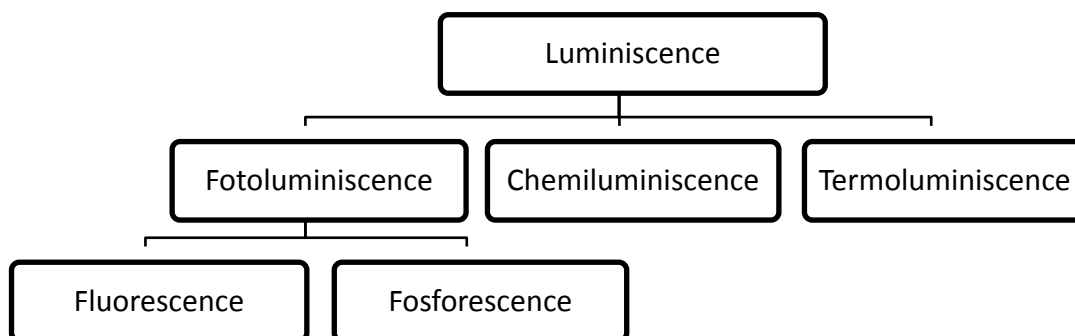 Luminiscence
Fotoluminiscence
Chemiluminiscence
Termoluminiscence
Fluorescence
Fosforescence